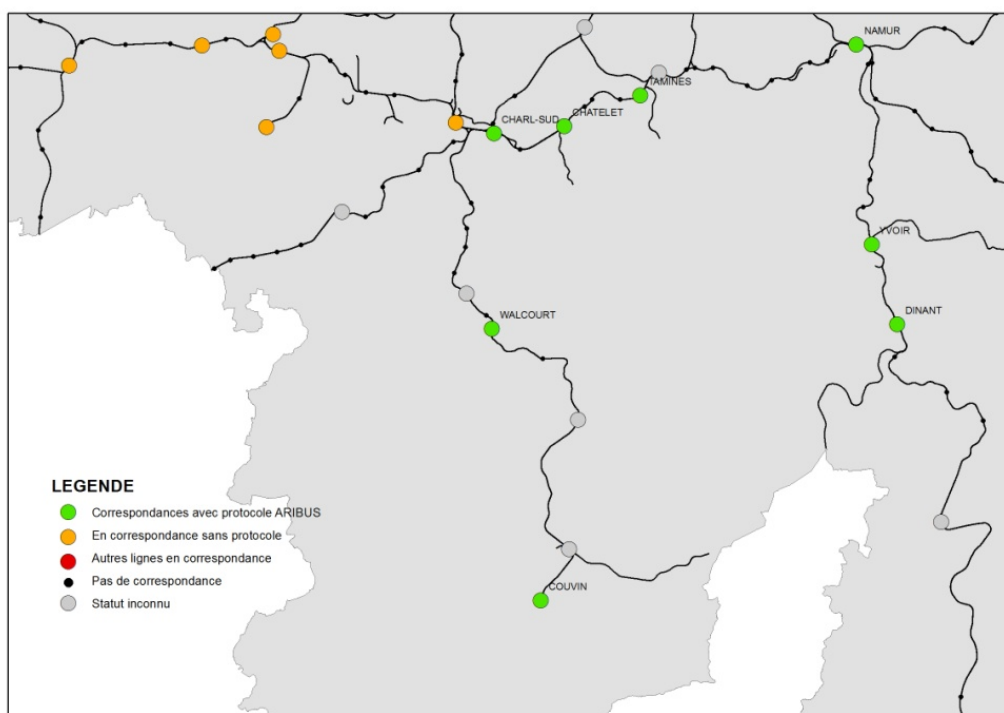 NAMUR
TAMINES
CHATELET
CHARL-SUD
YVOIR
DINANT
WALCOURT
COUVIN
LEGENDE
Correspondances avec protocole ARIBUS
En correspondance sans protocole
Autres lignes en correspondance
Pas de correspondance
Statut inconnu